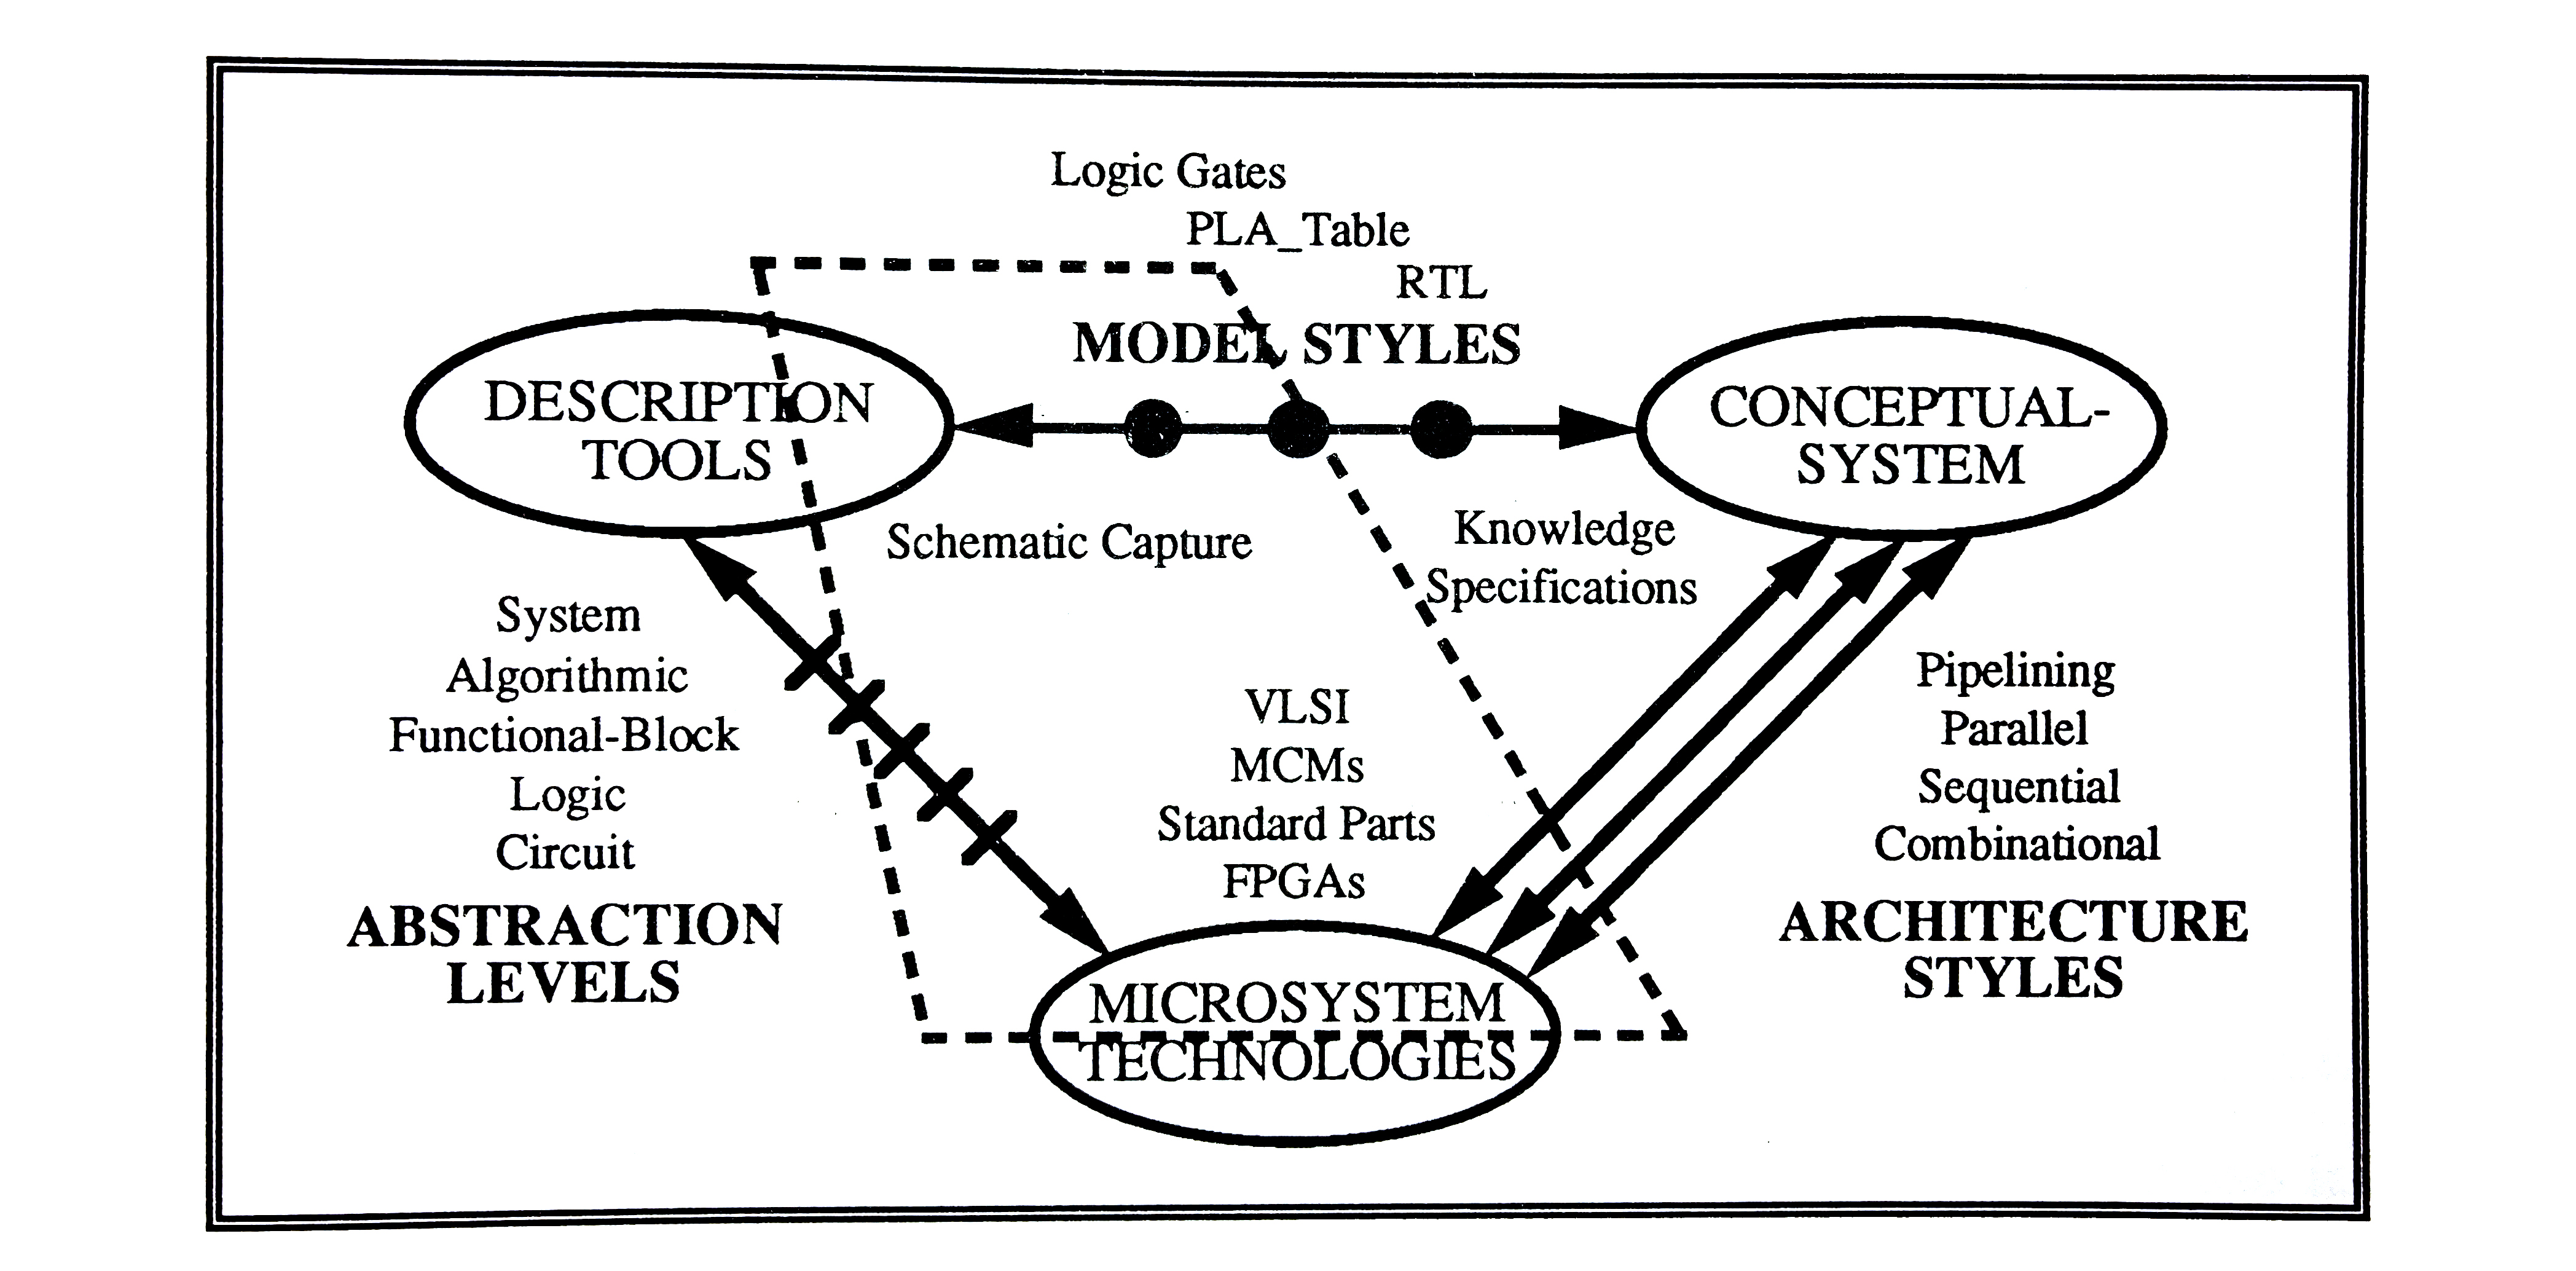 Logic Gates
PLA_Table
RTL
MODEL STYLES
DESCRIPTION
TOOLS
CONCEPTUAL-
SYSTEM
Schematic Capture
Knowledge
Specifications
System
Algorithmic
Functional-Block
Logic
Circuit
ABSTRACTION
LEVELS
VLSI
MCMs
Standard Parts
FPGAs
Pipelining
Parallel
Sequential
Combinational
ARCHITECTURE
STYLES
MICROSYSTEM
TECHNOLOGIES